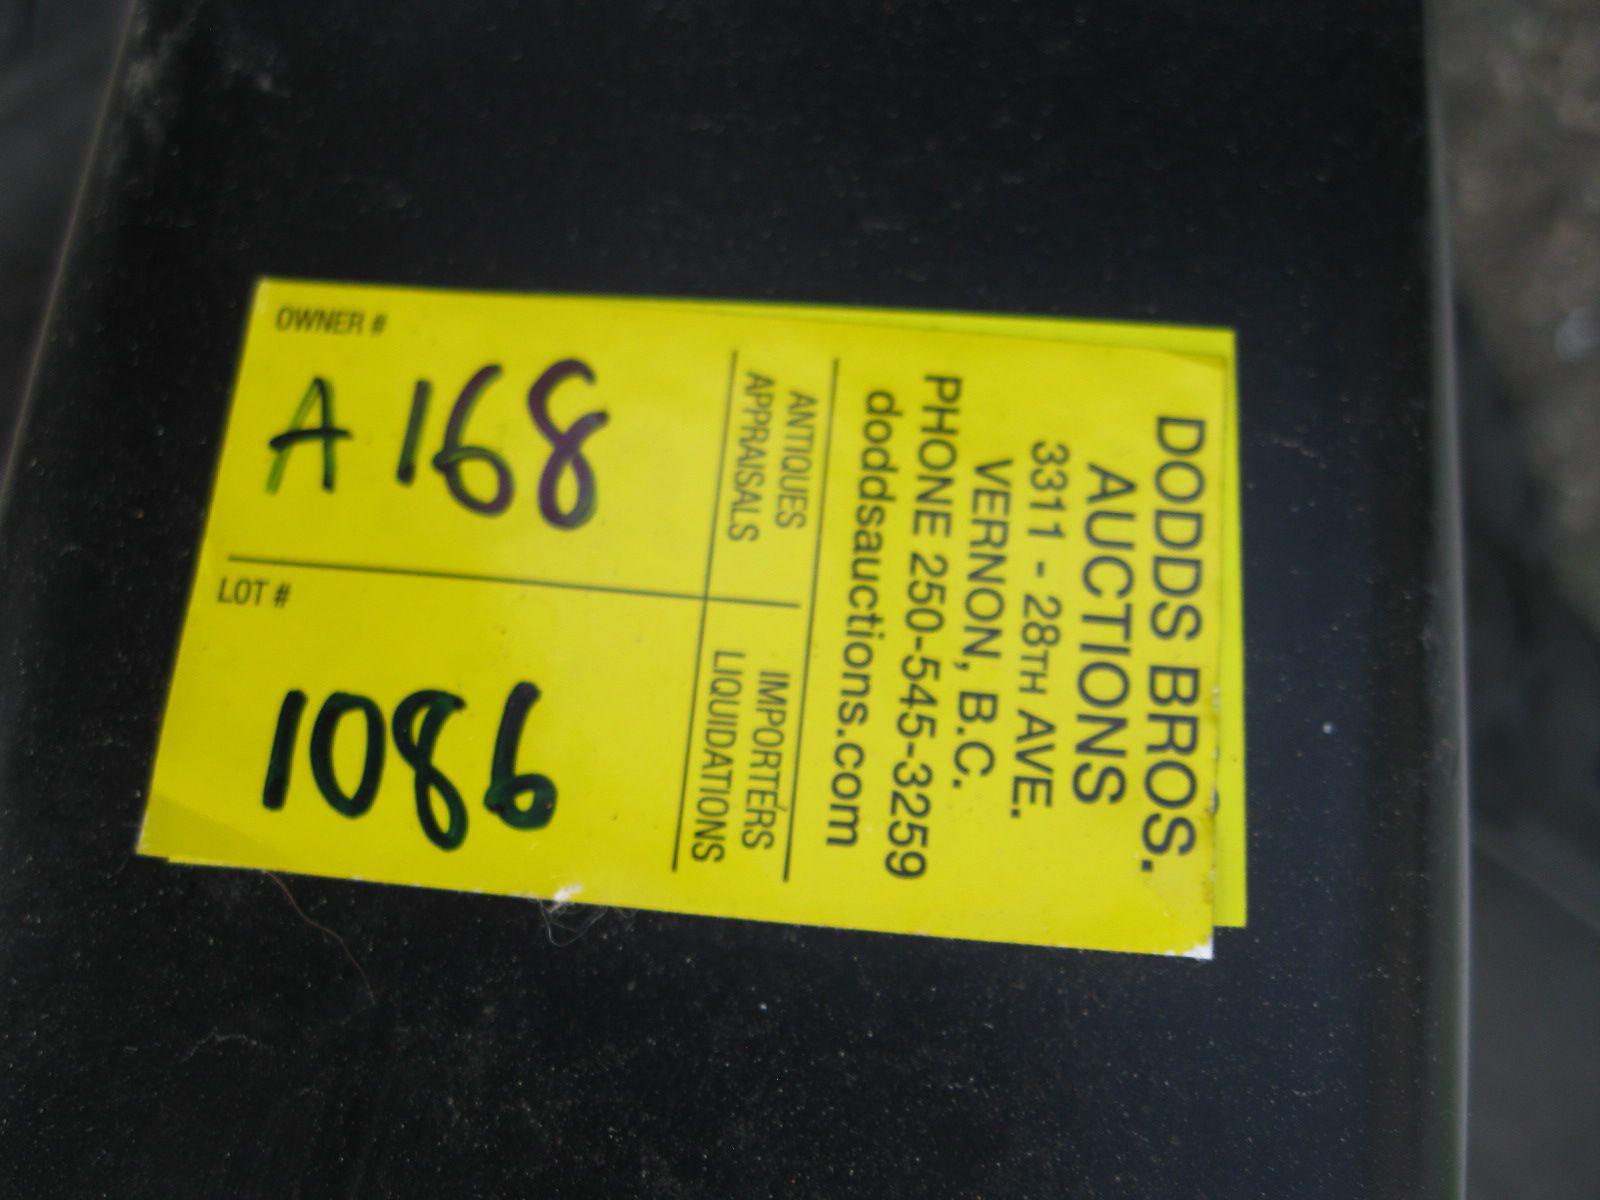 DODDS BROS.
AUCTIONS
3311 - 28TH AVE.
VERNON, B.C.
PHONE 250-545-3259
doddsauctions.com
ANTIQUES
APPRAISALS
IMPORTERS
LIQUIDATIONS
OWNER #
A 168
LOT #
1086